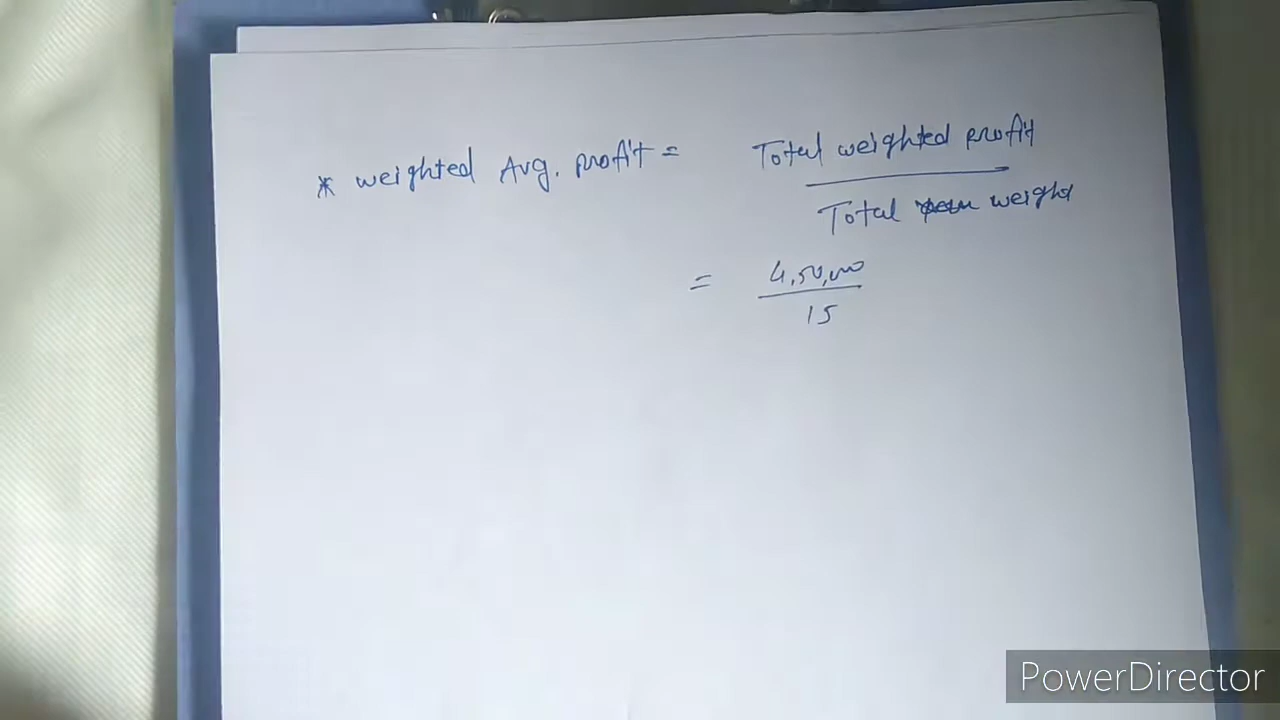 * weighted Avg. profit = Total weighted profit
Total weight
= 4,50,000
15
PowerDirector